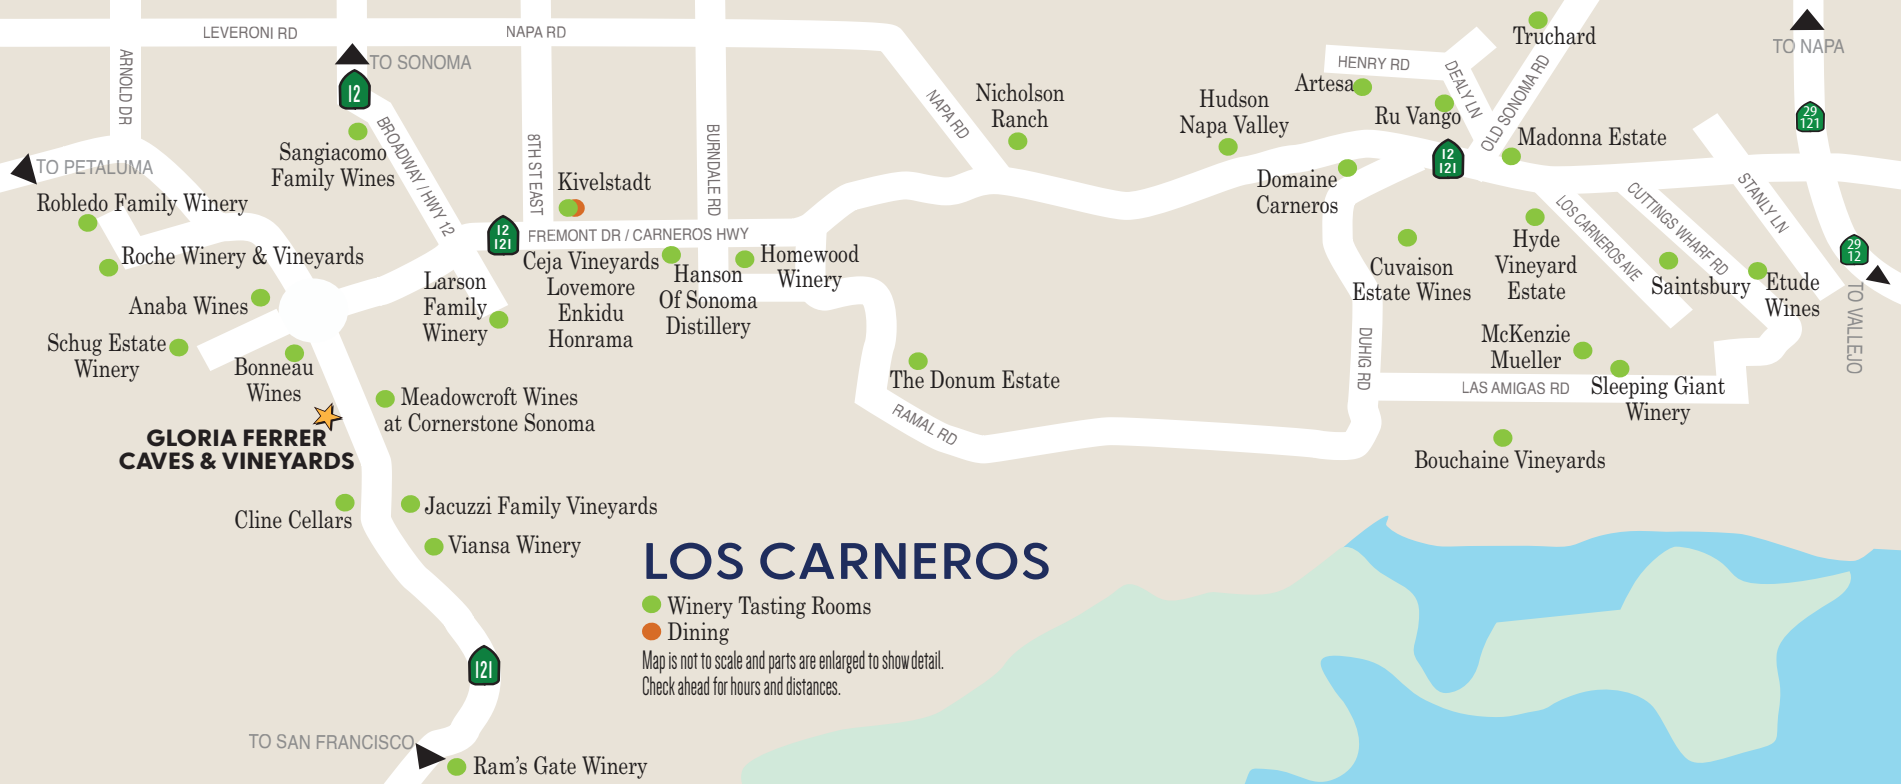 LEVERONI RD
NAPA RD
ARNOLD DR
TO SONOMA
12
BROADWAY / HWY 12
8TH ST EAST
BURNDALE RD
NAPA RD
TO PETALUMA
Sangiacomo
Family Wines
Kivelstadt
Robledo Family Winery
Roche Winery & Vineyards
12
121
FREMONT DR / CARNEROS HWY
Anaba Wines
Schug Estate
Winery
Bonneau
Wines
Larson
Family
Winery
Ceja Vineyards
Lovemore
Enkidu
Honrama
Hanson
Of Sonoma
Distillery
Homewood
Winery
GLORIA FERRER
CAVES & VINEYARDS
Meadowcroft Wines
at Cornerstone Sonoma
Cline Cellars
Jacuzzi Family Vineyards
Viansa Winery
121
TO SAN FRANCISCO
Ram's Gate Winery
Nicholson
Ranch
Hudson
Napa Valley
Artesa
HENRY RD
DEALY LN
OLD SONOMA RD
Truchard
TO NAPA
29
121
Ru Vango
12
121
Madonna Estate
Domaine
Carneros
Cuvaison
Estate Wines
Hyde
Vineyard
Estate
LOS CARNEROS AVE
CUTTINGS WHARF RD
STANLY LN
29
12
TO VALLEJO
Saintsbury
Etude
Wines
McKenzie
Mueller
DUHIG RD
LAS AMIGAS RD
Sleeping Giant
Winery
Bouchaine Vineyards
The Donum Estate
RAMAL RD
LOS CARNEROS
Winery Tasting Rooms
Dining
Map is not to scale and parts are enlarged to show detail.
Check ahead for hours and distances.